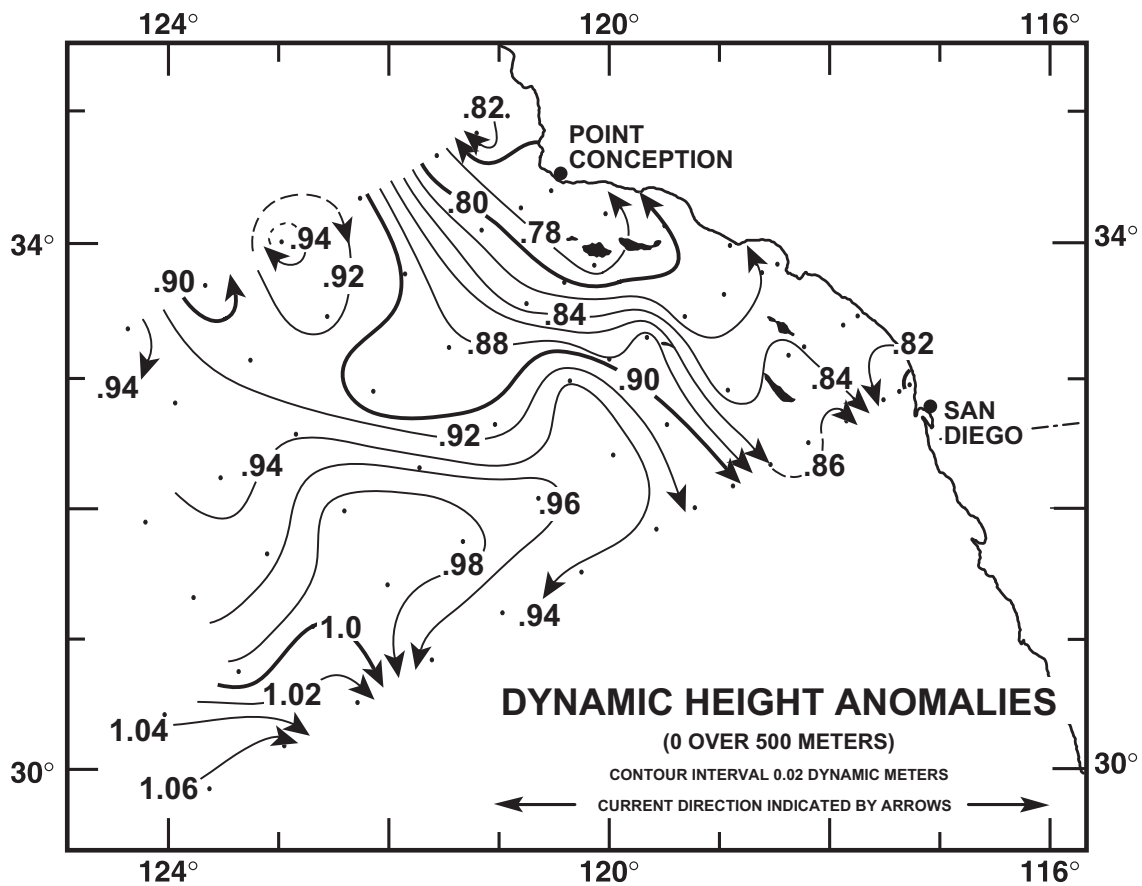 124° 120° 116°
.82
POINT
CONCEPTION
.80
.78
34° .94 34°
.92
.90
.84
.88
.82
.94 .90 .84
SAN
DIEGO
.92
.94 .86
.96
.98
.94
1.0
1.02
1.04
1.06
DYNAMIC HEIGHT ANOMALIES
(0 OVER 500 METERS)
CONTOUR INTERVAL 0.02 DYNAMIC METERS
CURRENT DIRECTION INDICATED BY ARROWS
30° 30°
124° 120° 116°